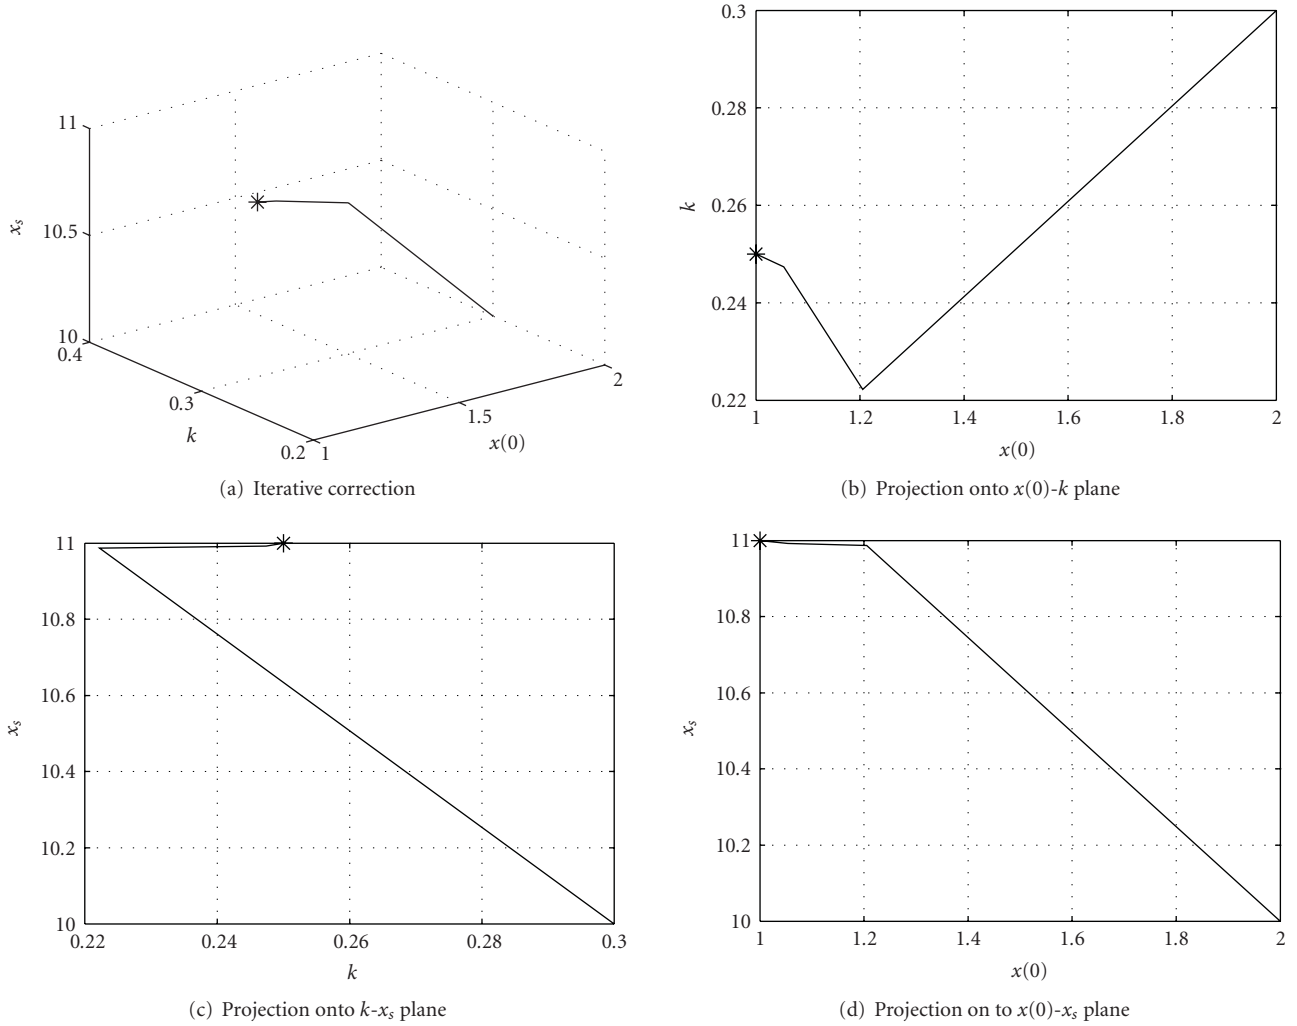 11
10.5
10
x_s
0.4
0.3
0.2
k
1
1.5
2
x(0)
(a) Iterative correction
0.3
0.28
0.26
0.24
0.22
k
1 1.2 1.4 1.6 1.8 2
x(0)
(b) Projection onto x(0)-k plane
11
10.8
10.6
10.4
10.2
10
x_s
0.22 0.24 0.26 0.28 0.3
k
(c) Projection onto k-x_s plane
11
10.8
10.6
10.4
10.2
10
x_s
1 1.2 1.4 1.6 1.8 2
x(0)
(d) Projection on to x(0)-x_s plane